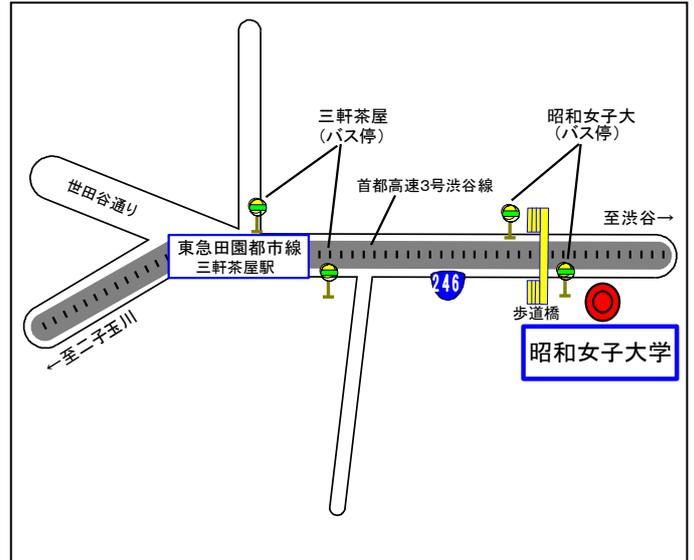 三軒茶屋
（バス停）
昭和女子大
（バス停）
首都高速3号渋谷線
世田谷通り
至渋谷→
東急田園都市線
三軒茶屋駅
246
歩道橋
←至二子玉川
昭和女子大学